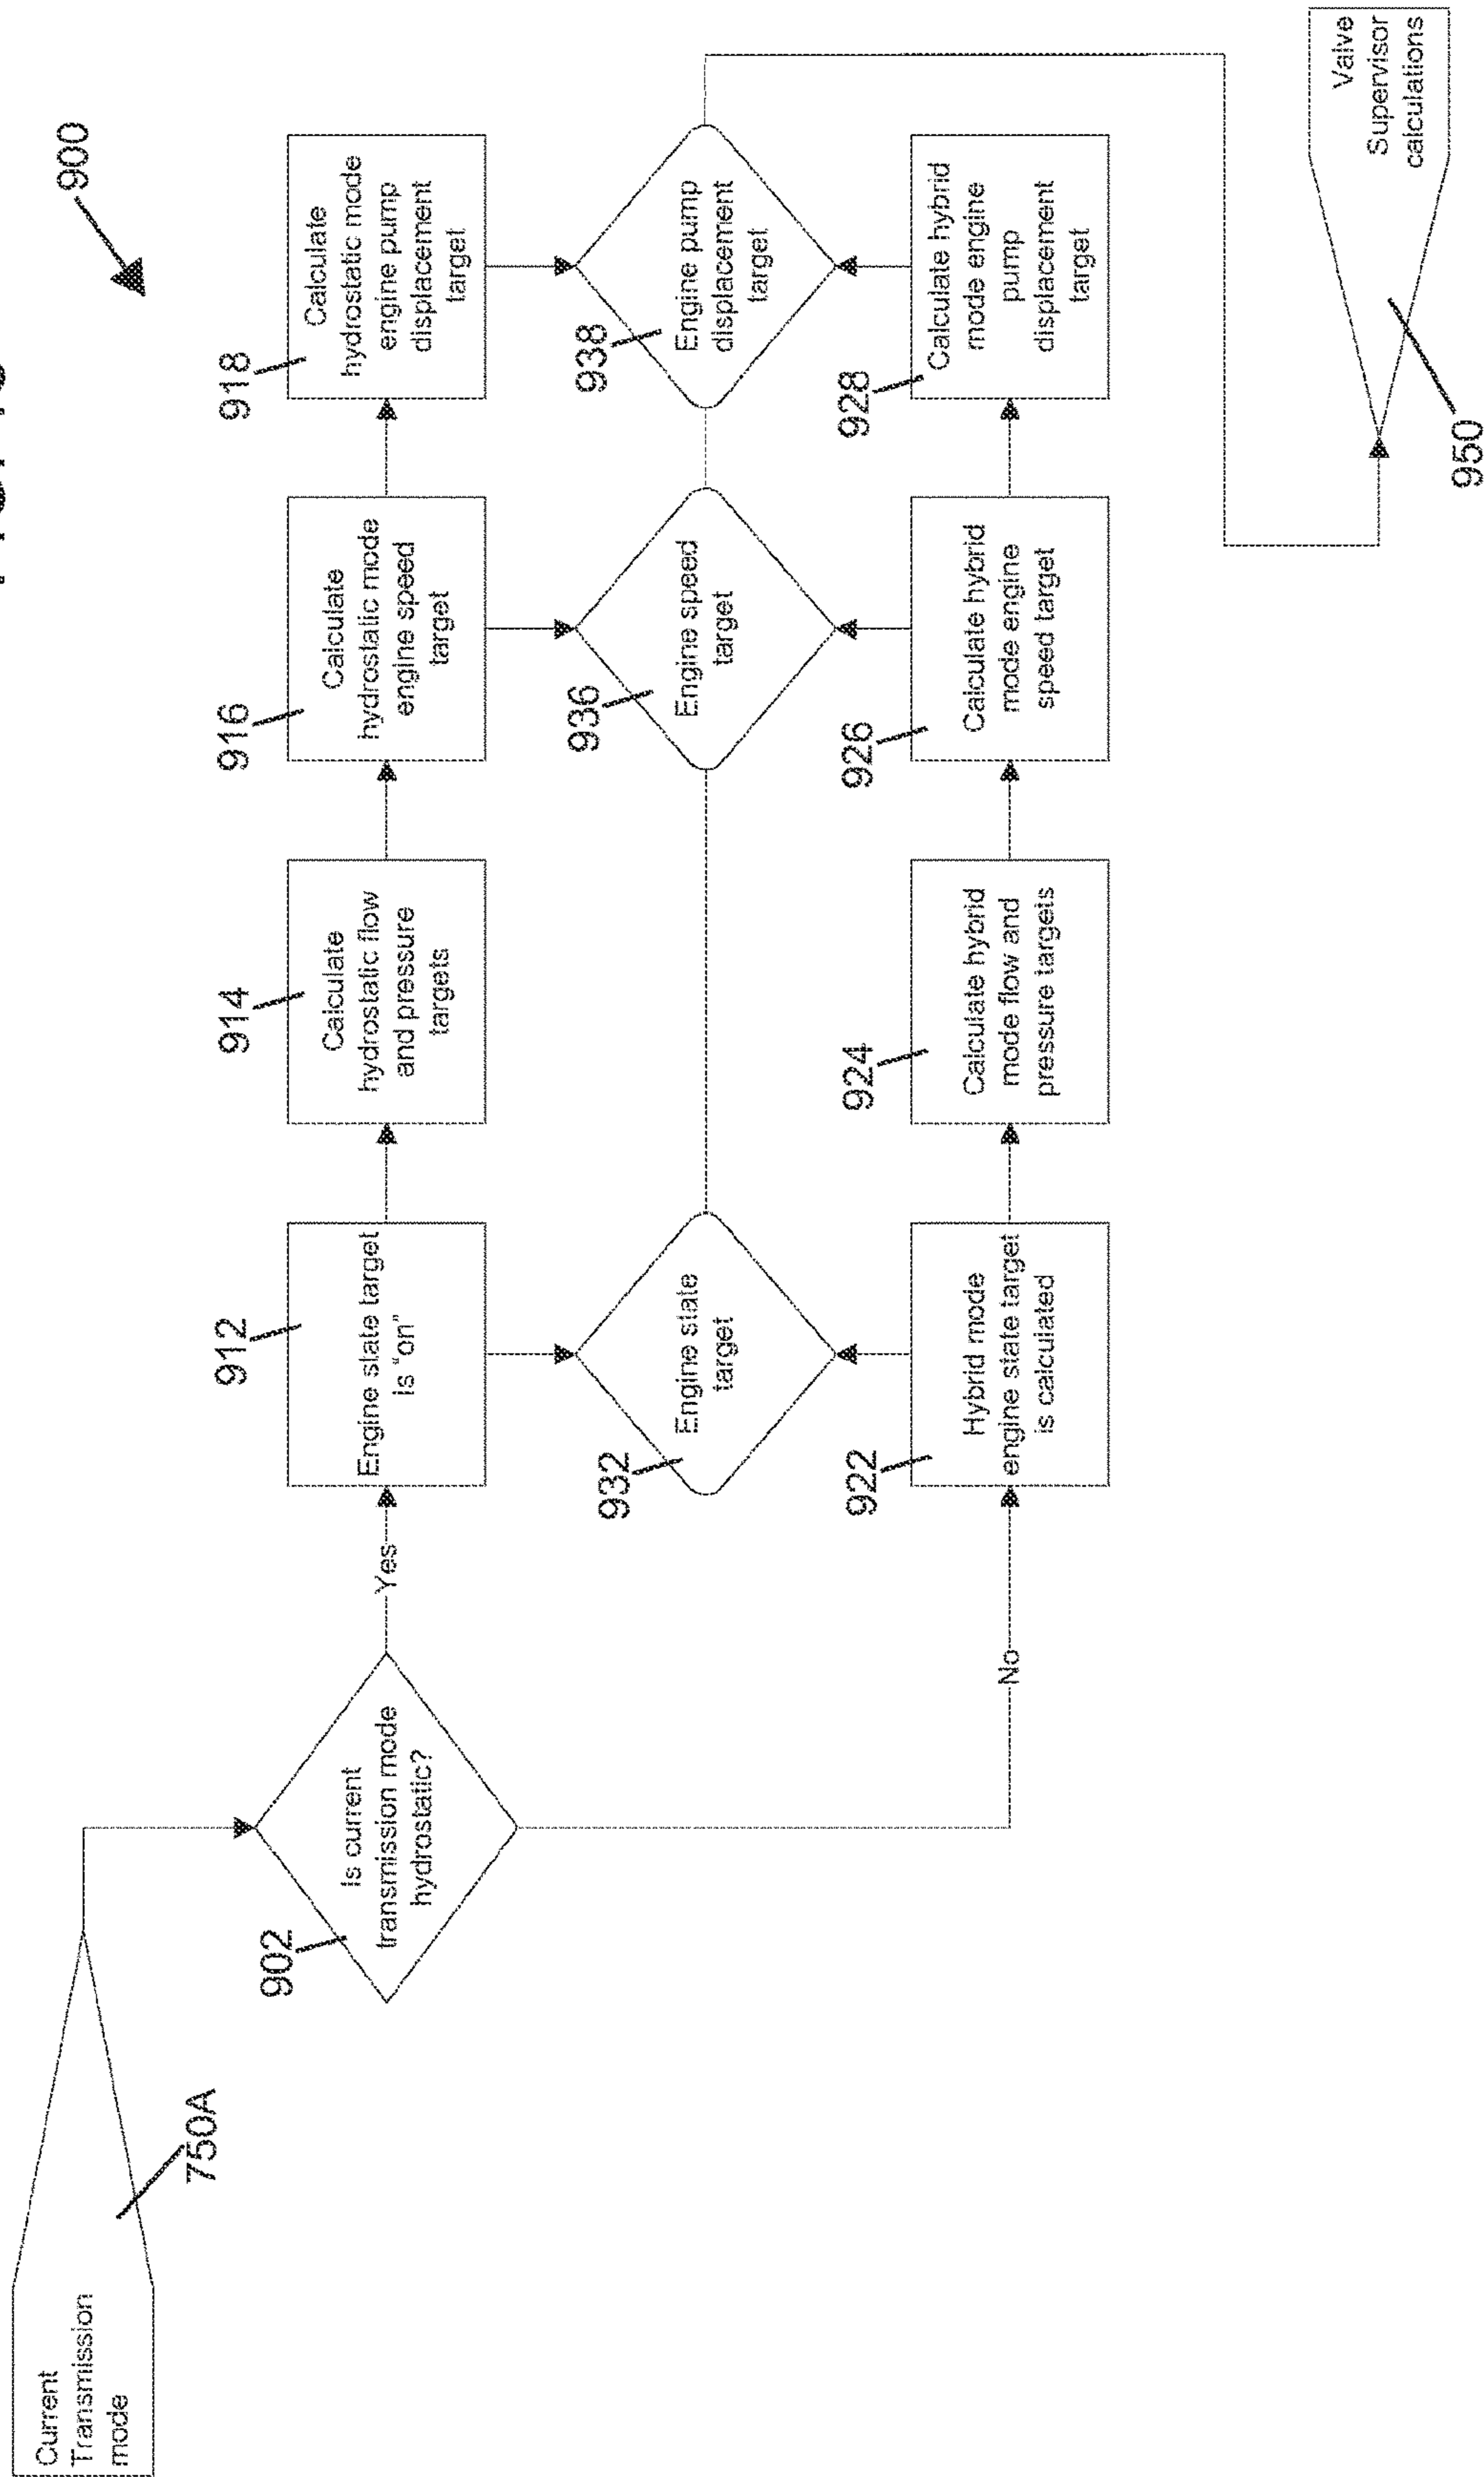 900
Current
Transmission
mode
750A
902
Is current
transmission mode
hydrostatic?
Yes
No
912
Engine state target
is "on"
914
Calculate
hydrostatic flow
and pressure
targets
916
Calculate
hydrostatic mode
engine speed
target
918
Calculate
hydrostatic mode
engine pump
displacement
target
932
Engine state
target
936
Engine speed
target
938
Engine pump
displacement
target
922
Hybrid mode
engine state target
is calculated
924
Calculate hybrid
mode flow and
pressure targets
926
Calculate hybrid
mode engine
speed target
928
Calculate hybrid
mode engine
pump
displacement
target
Valve
Supervisor
calculations
950